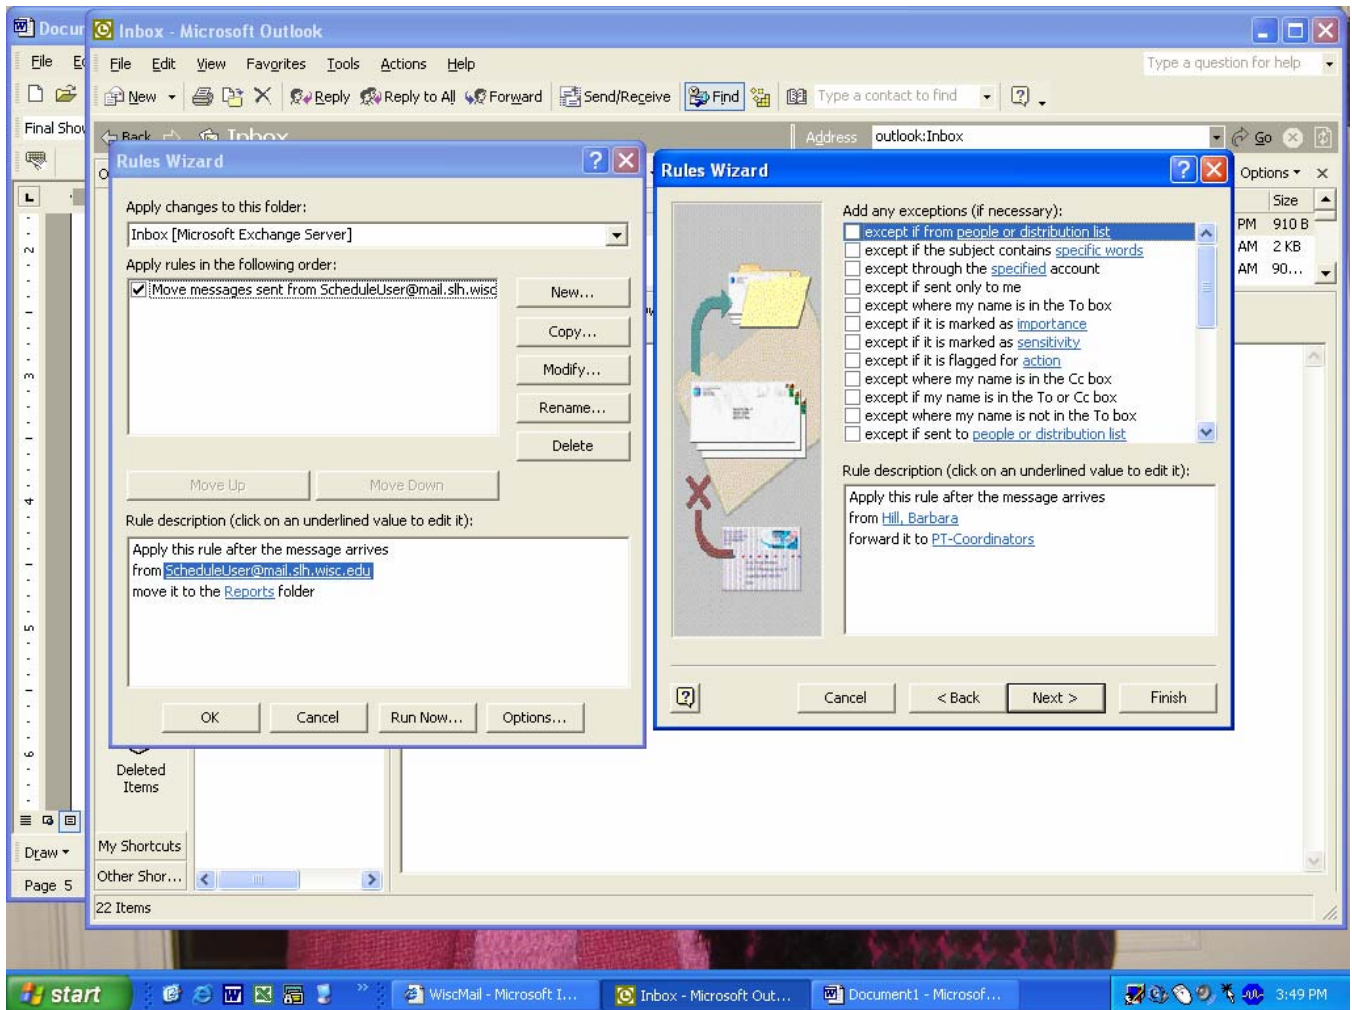 Docum
Inbox - Microsoft Outlook
File
File Edit View Favorites Tools Actions Help
Type a question for help
New Reply Reply to All Forward Send/Receive Find Type a contact to find
Final
Back Inbox
Address outlook:Inbox Go
Rules Wizard
Apply changes to this folder:
Inbox [Microsoft Exchange Server]
Apply rules in the following order:
Move messages sent from ScheduleUser@mail.slh.wisc
New...
Copy...
Modify...
Rename...
Delete
Move Up Move Down
Rule description (click on an underlined value to edit it):
Apply this rule after the message arrives
from ScheduleUser@mail.slh.wisc.edu
move it to the Reports folder
OK Cancel Run Now... Options...
Rules Wizard
Add any exceptions (if necessary):
except if from people or distribution list
except if the subject contains specific words
except through the specified account
except if sent only to me
except where my name is in the To box
except if it is marked as importance
except if it is marked as sensitivity
except if it is flagged for action
except where my name is in the Cc box
except if my name is in the To or Cc box
except where my name is not in the To box
except if sent to people or distribution list
Rule description (click on an underlined value to edit it):
Apply this rule after the message arrives
from Hill, Barbara
forward it to PT-Coordinators
Cancel < Back Next > Finish
Options
Size
PM 910 B
AM 2 KB
AM 90...
2
3
4
5
6
Deleted
Items
My Shortcuts
Other Shor...
Draw
Page 5
22 Items
start
WiscMail - Microsoft I...
Inbox - Microsoft Out...
Document1 - Microsof...
3:49 PM